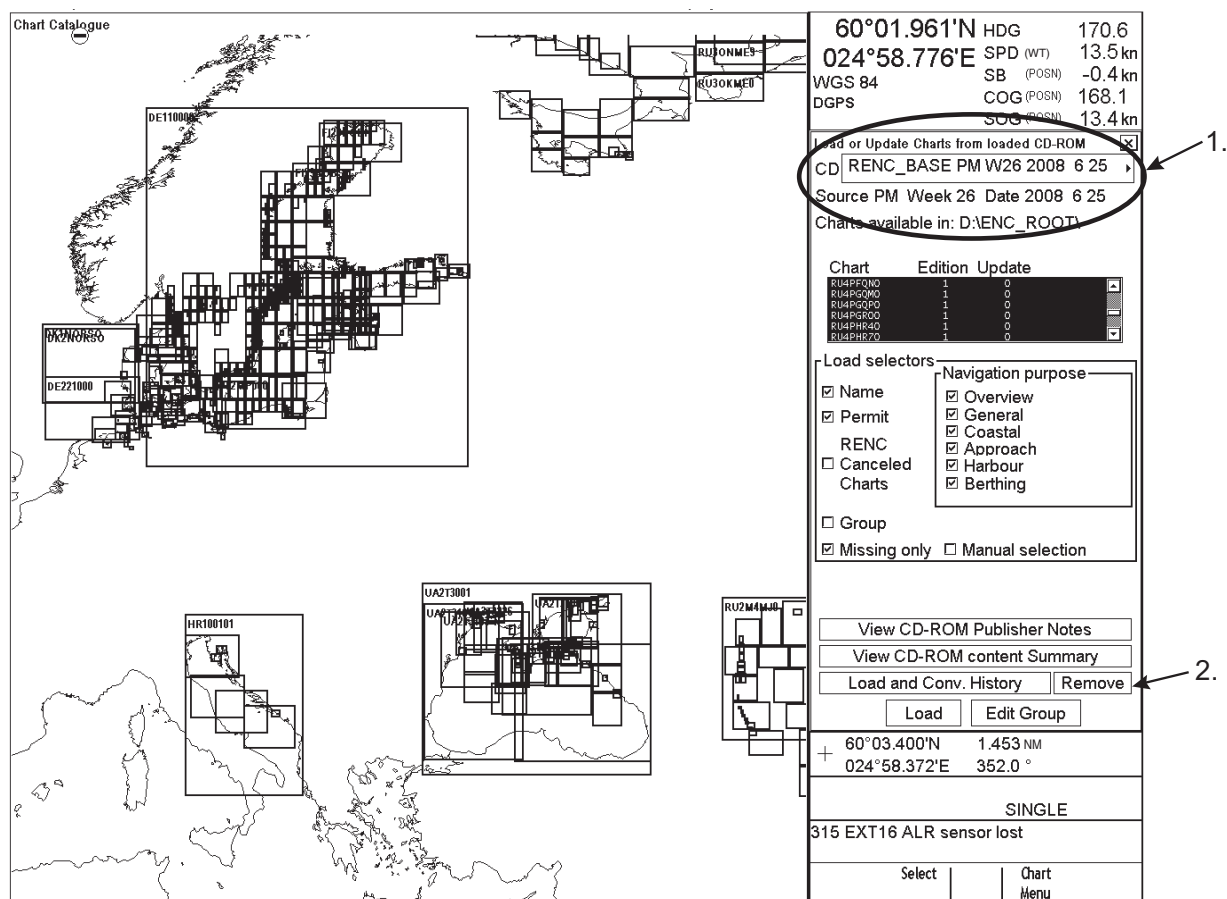 Chart Catalogue
DE110000
DK1NORSO
DK2NORSO
DE221000
RU3ONME9
RU3OKME0
HR100101
UA2T3001
RU2M4MJ0
60°01.961'N HDG 170.6
024°58.776'E SPD (WT) 13.5 kn
WGS 84 SB (POSN) -0.4 kn
DGPS COG (POSN) 168.1
SOG (POSN) 13.4 kn
Load or Update Charts from loaded CD-ROM
1.
CD RENC_BASE PM W26 2008 6 25
Source PM Week 26 Date 2008 6 25
Charts available in: D:\ENC_ROOT\
Chart Edition Update
RU4PFQN0 1 0
RU4PGQM0 1 0
RU4PGQP0 1 0
RU4PGRO0 1 0
RU4PHR40 1 0
RU4PHR70 1 0
Load selectors
Navigation purpose
Name
Permit
RENC
Canceled
Charts
Overview
General
Coastal
Approach
Harbour
Berthing
Group
Missing only Manual selection
View CD-ROM Publisher Notes
View CD-ROM content Summary
Load and Conv. History Remove
2.
Load Edit Group
60°03.400'N 1.453 NM
024°58.372'E 352.0 °
SINGLE
315 EXT16 ALR sensor lost
Select Chart
Menu